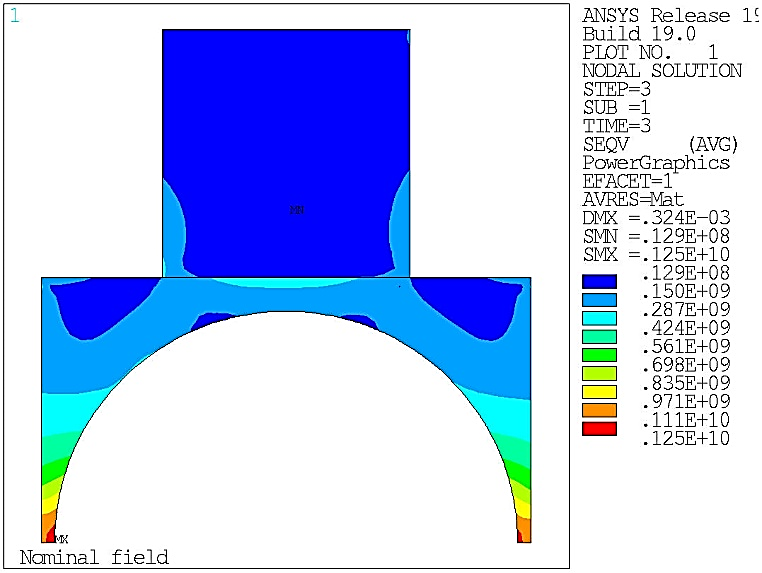 1
ANSYS Release 19
Build 19.0
PLOT NO. 1
NODAL SOLUTION
STEP=3
SUB =1
TIME=3
SEQV (AVG)
PowerGraphics
EFACET=1
AVRES=Mat
DMX =.324E-03
SMN =.129E+08
SMX =.125E+10
.129E+08
.150E+09
.287E+09
.424E+09
.561E+09
.698E+09
.835E+09
.971E+09
.111E+10
.125E+10
MN
MX
Nominal field